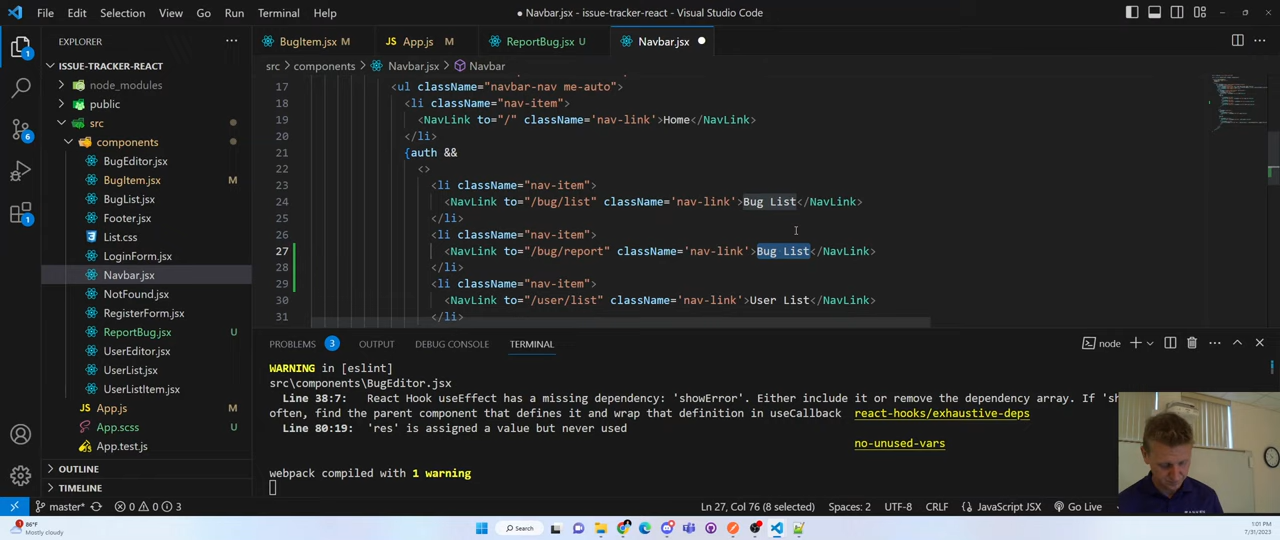 File Edit Selection View Go Run Terminal Help
● Navbar.jsx - issue-tracker-react - Visual Studio Code
EXPLORER
BugItem.jsx M
App.js M
ReportBug.jsx U
Navbar.jsx
src > components > Navbar.jsx > Navbar
ISSUE-TRACKER-REACT
node_modules
public
src
components
BugEditor.jsx
BugItem.jsx M
BugList.jsx
Footer.jsx
List.css
LoginForm.jsx
Navbar.jsx
NotFound.jsx
RegisterForm.jsx
ReportBug.jsx U
UserEditor.jsx
UserList.jsx
UserListItem.jsx
App.js M
App.scss U
App.test.js
OUTLINE
TIMELINE
1
6
17 <ul className="navbar-nav me-auto">
18 <li className="nav-item">
19 <NavLink to="/" className='nav-link'>Home</NavLink>
20 </li>
21 {auth &&
22 <>
23 <li className="nav-item">
24 <NavLink to="/bug/list" className='nav-link'>Bug List</NavLink>
25 </li>
26 <li className="nav-item">
27 <NavLink to="/bug/report" className='nav-link'>Bug List</NavLink>
28 </li>
29 <li className="nav-item">
30 <NavLink to="/user/list" className='nav-link'>User List</NavLink>
31 </li>
PROBLEMS 3 OUTPUT DEBUG CONSOLE TERMINAL
node
WARNING in [eslint]
src\components\BugEditor.jsx
Line 38:7: React Hook useEffect has a missing dependency: 'showError'. Either include it or remove the dependency array. If 'sh
often, find the parent component that defines it and wrap that definition in useCallback react-hooks/exhaustive-deps
Line 80:19: 'res' is assigned a value but never used
no-unused-vars
webpack compiled with 1 warning
master* 0 0 3
Ln 27, Col 76 (8 selected) Spaces: 2 UTF-8 CRLF {} JavaScript JSX Go Live
1
86°F
Mostly cloudy
Search
1:01 PM
7/31/2023